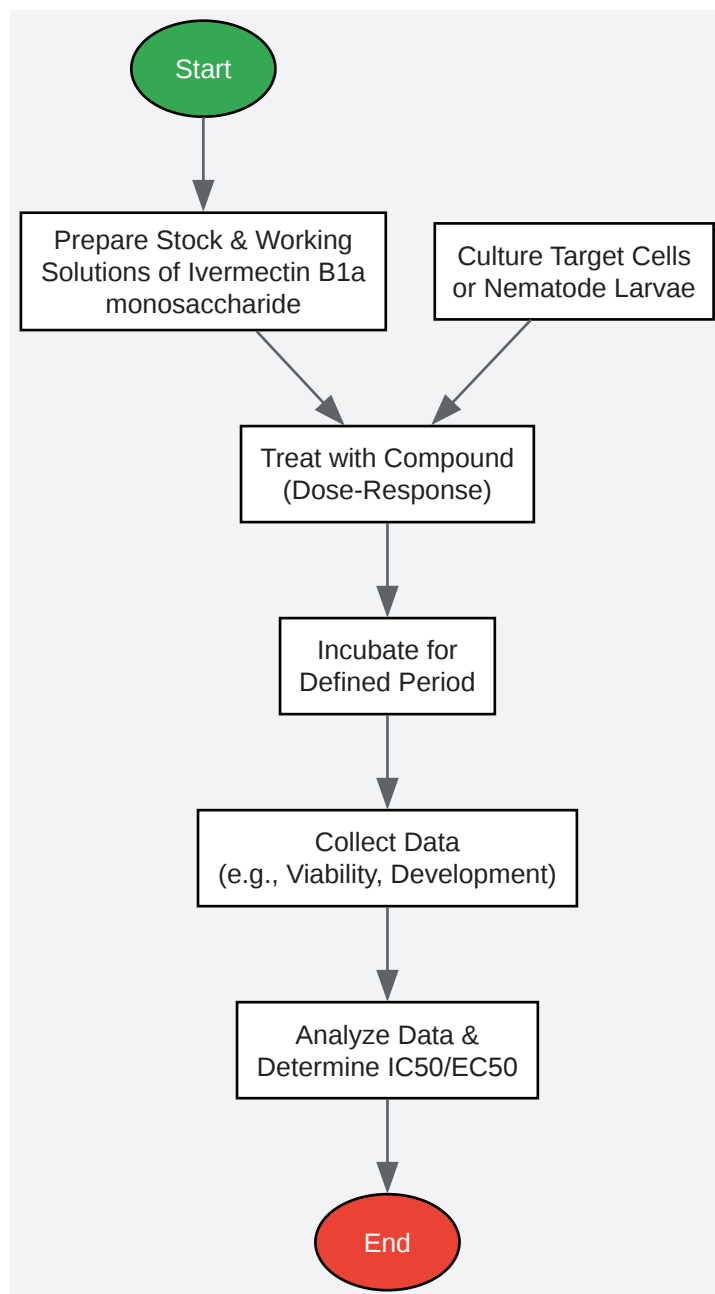 Start
Prepare Stock & Working
Solutions of Ivermectin B1a
monosaccharide
Culture Target Cells
or Nematode Larvae
Treat with Compound
(Dose-Response)
Incubate for
Defined Period
Collect Data
(e.g., Viability, Development)
Analyze Data &
Determine IC50/EC50
End